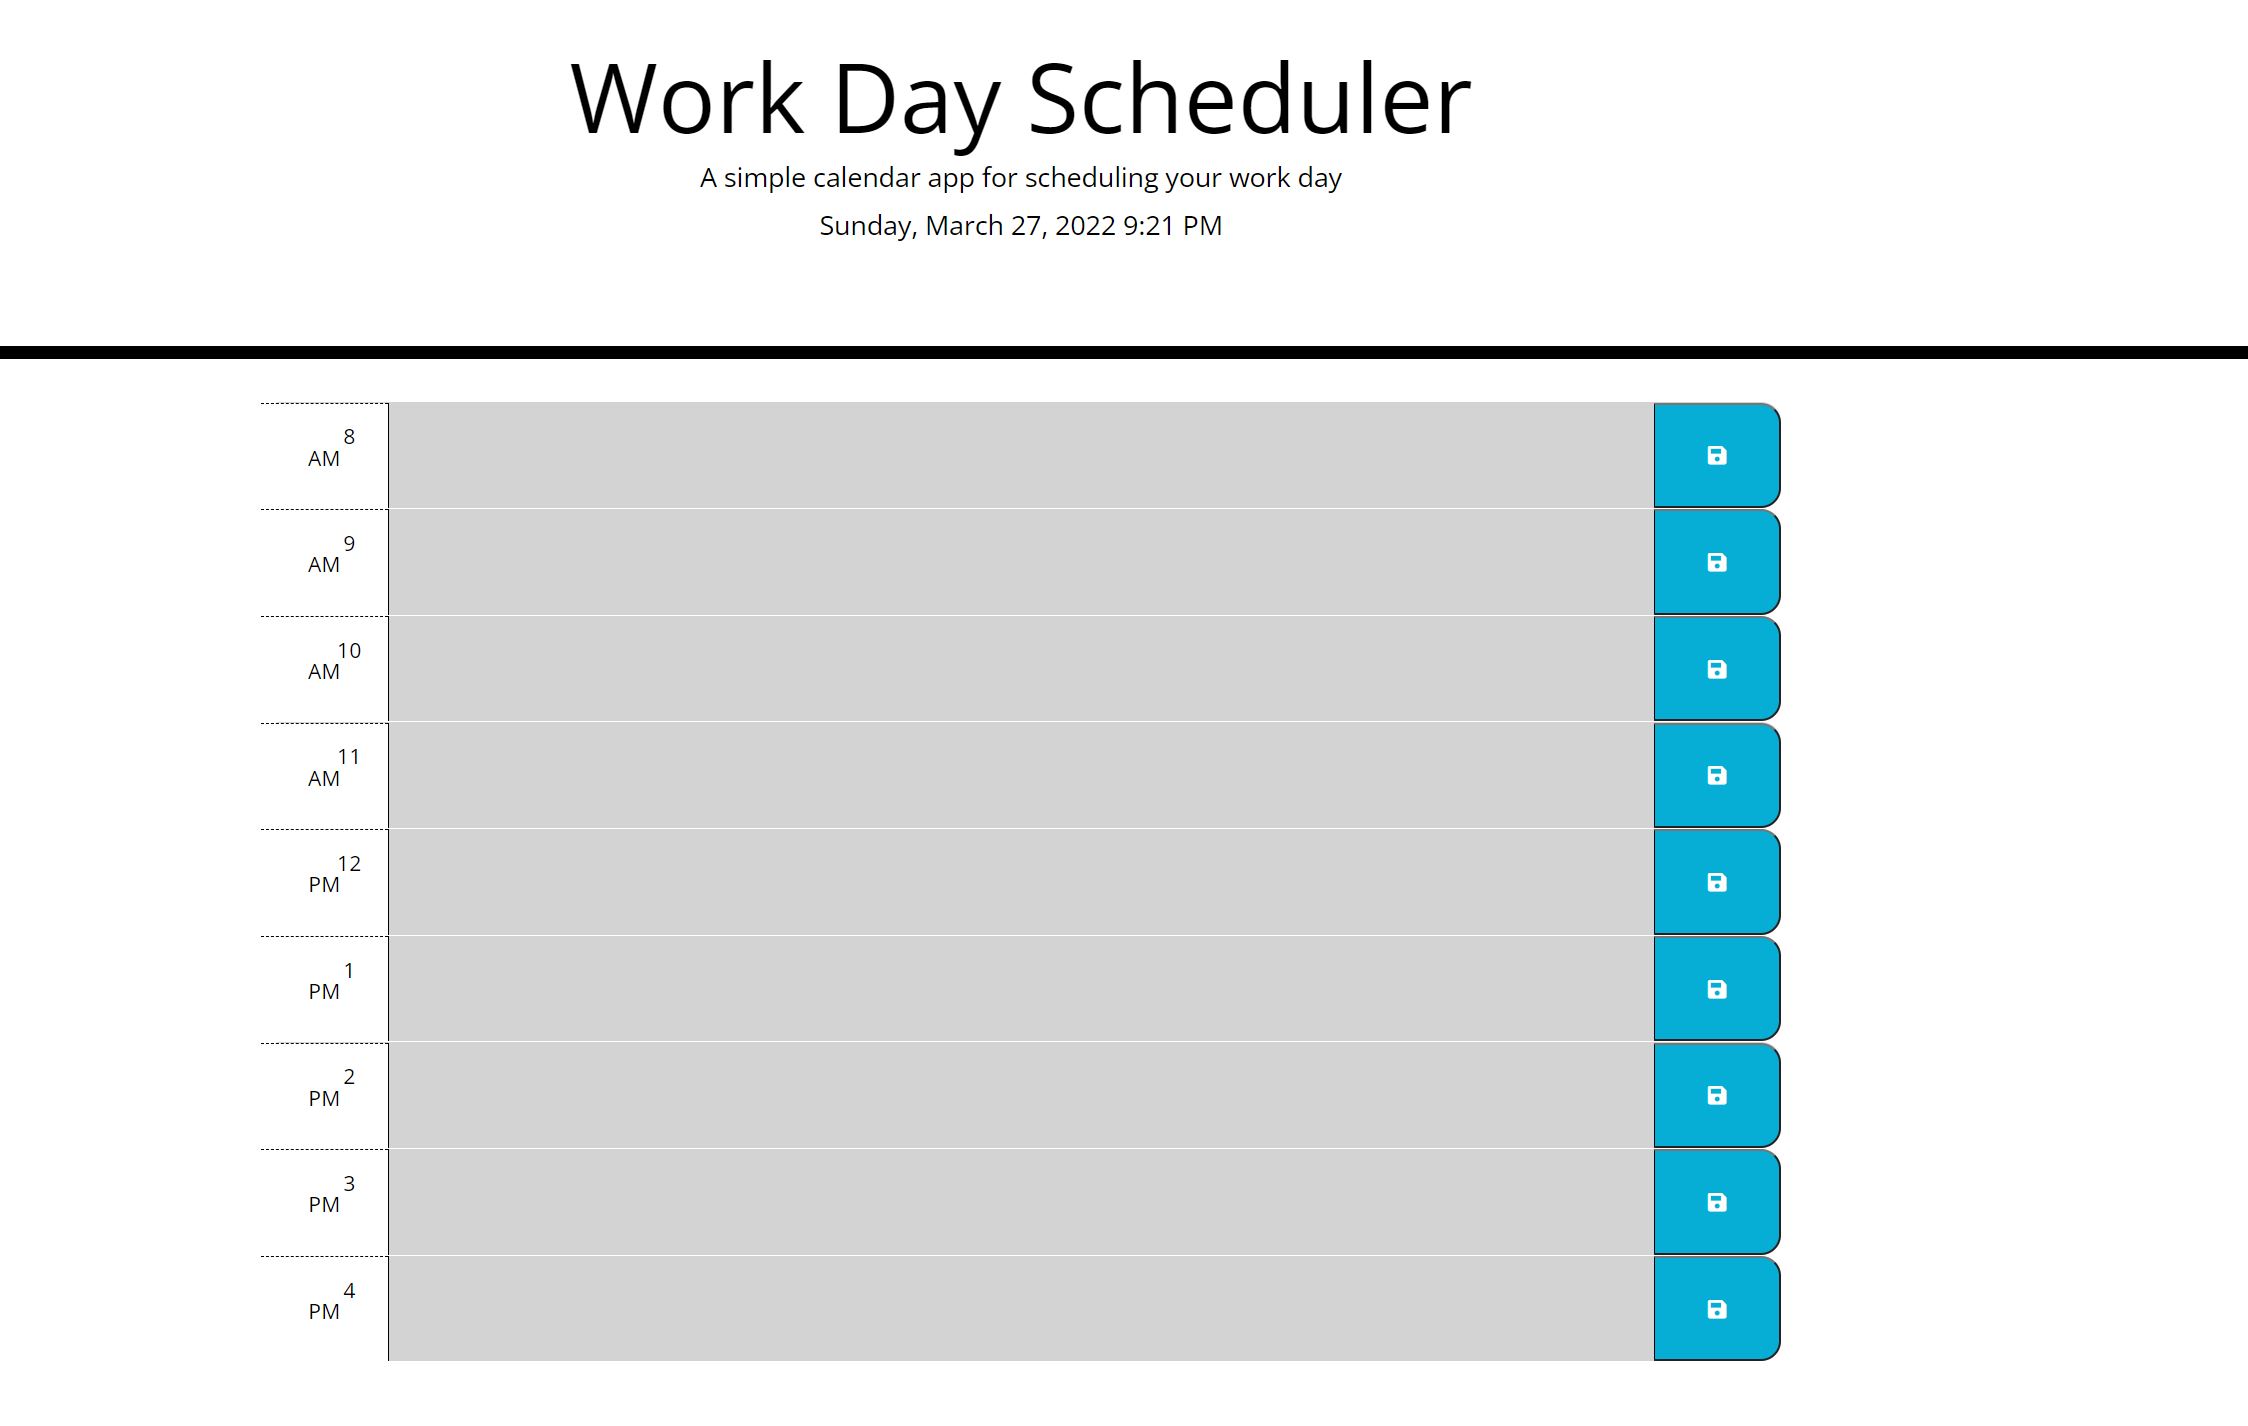 Work Day Scheduler
A simple calendar app for scheduling your work day
Sunday, March 27, 2022 9:21 PM
8
AM
9
AM
10
AM
11
AM
12
PM
1
PM
2
PM
3
PM
4
PM